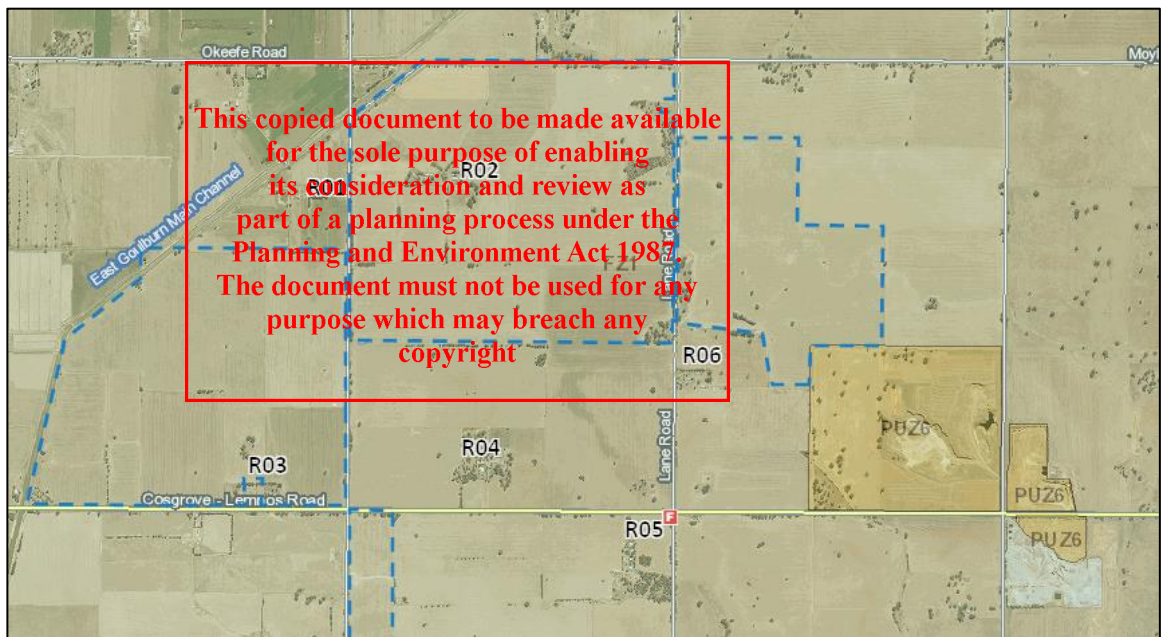 Okeefe Road
Moyl
This copied document to be made available
for the sole purpose of enabling
its consideration and review as
part of a planning process under the
Planning and Environment Act 1987.
The document must not be used for any
purpose which may breach any
copyright
R01
R02
East Goulburn Main Channel
FZ1
Lane Road
R06
PUZ6
R03
R04
Lane Road
Cosgrove - Lemnos Road
R05
F
PUZ6
PUZ6